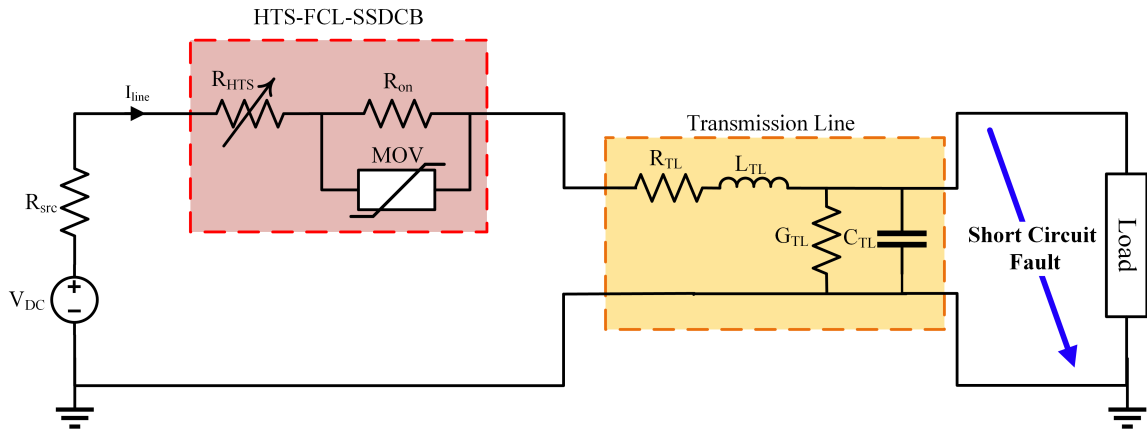 HTS-FCL-SSDCB
R_HTS
R_on
I_line
MOV
Transmission Line
R_TL
L_TL
R_src
G_TL
C_TL
Short Circuit
Fault
Load
V_DC